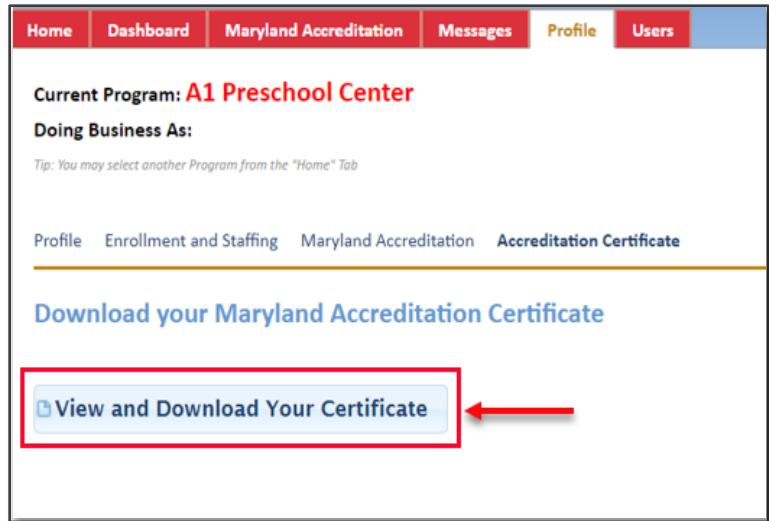 Home Dashboard Maryland Accreditation Messages Profile Users
Current Program: A1 Preschool Center
Doing Business As:
Tip: You may select another Program from the "Home" Tab
Profile Enrollment and Staffing Maryland Accreditation Accreditation Certificate
Download your Maryland Accreditation Certificate
View and Download Your Certificate